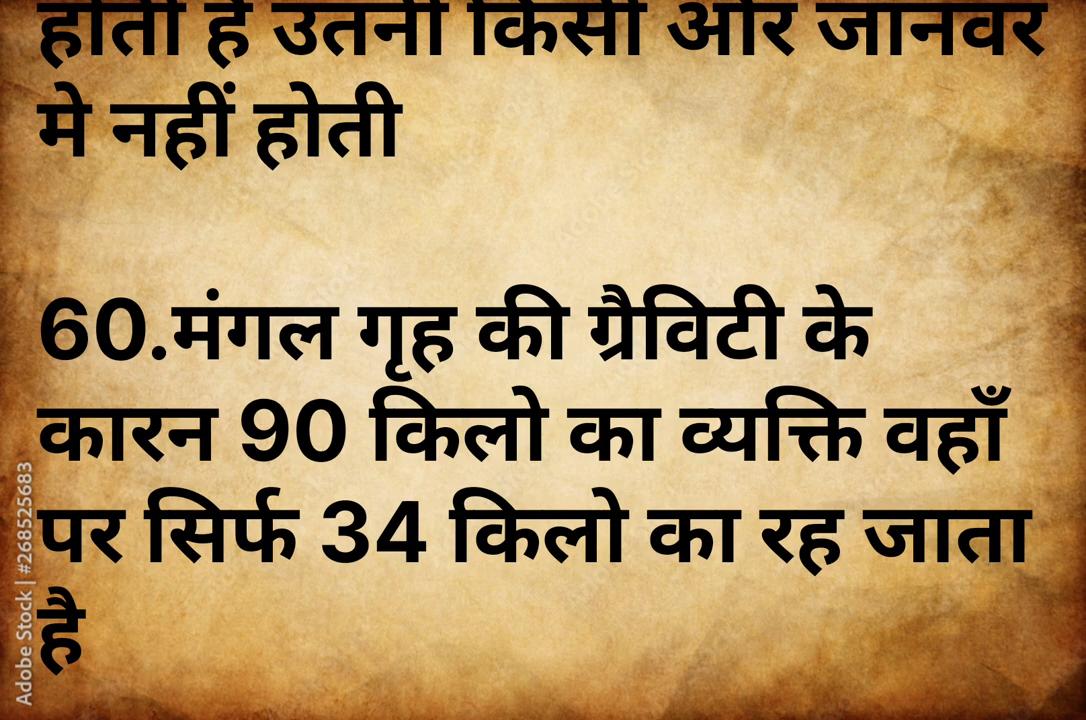 होती है उतनी किसी और जानवर
मे नहीं होती
60.मंगल गृह की ग्रैविटी के
कारन 90 किलो का व्यक्ति वहाँ
पर सिर्फ 34 किलो का रह जाता
है
Adobe Stock | #268525683